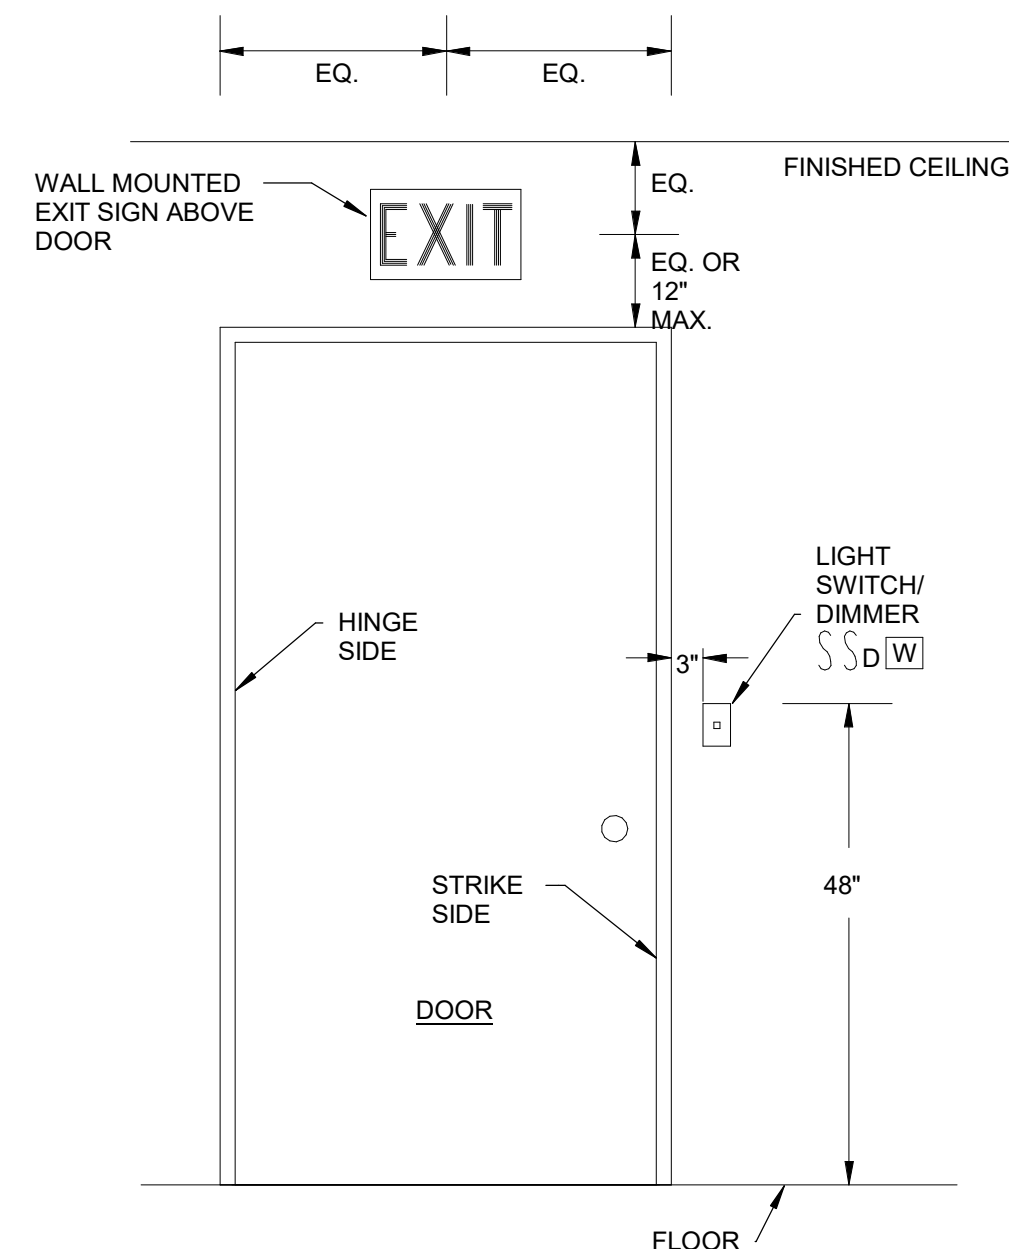 EQ.
EQ.
FINISHED CEILING
WALL MOUNTED
EXIT SIGN ABOVE
DOOR
EXIT
EQ.
EQ. OR
12"
MAX.
LIGHT
SWITCH/
DIMMER
S SD W
HINGE
SIDE
3"
STRIKE
SIDE
48"
DOOR
FLOOR